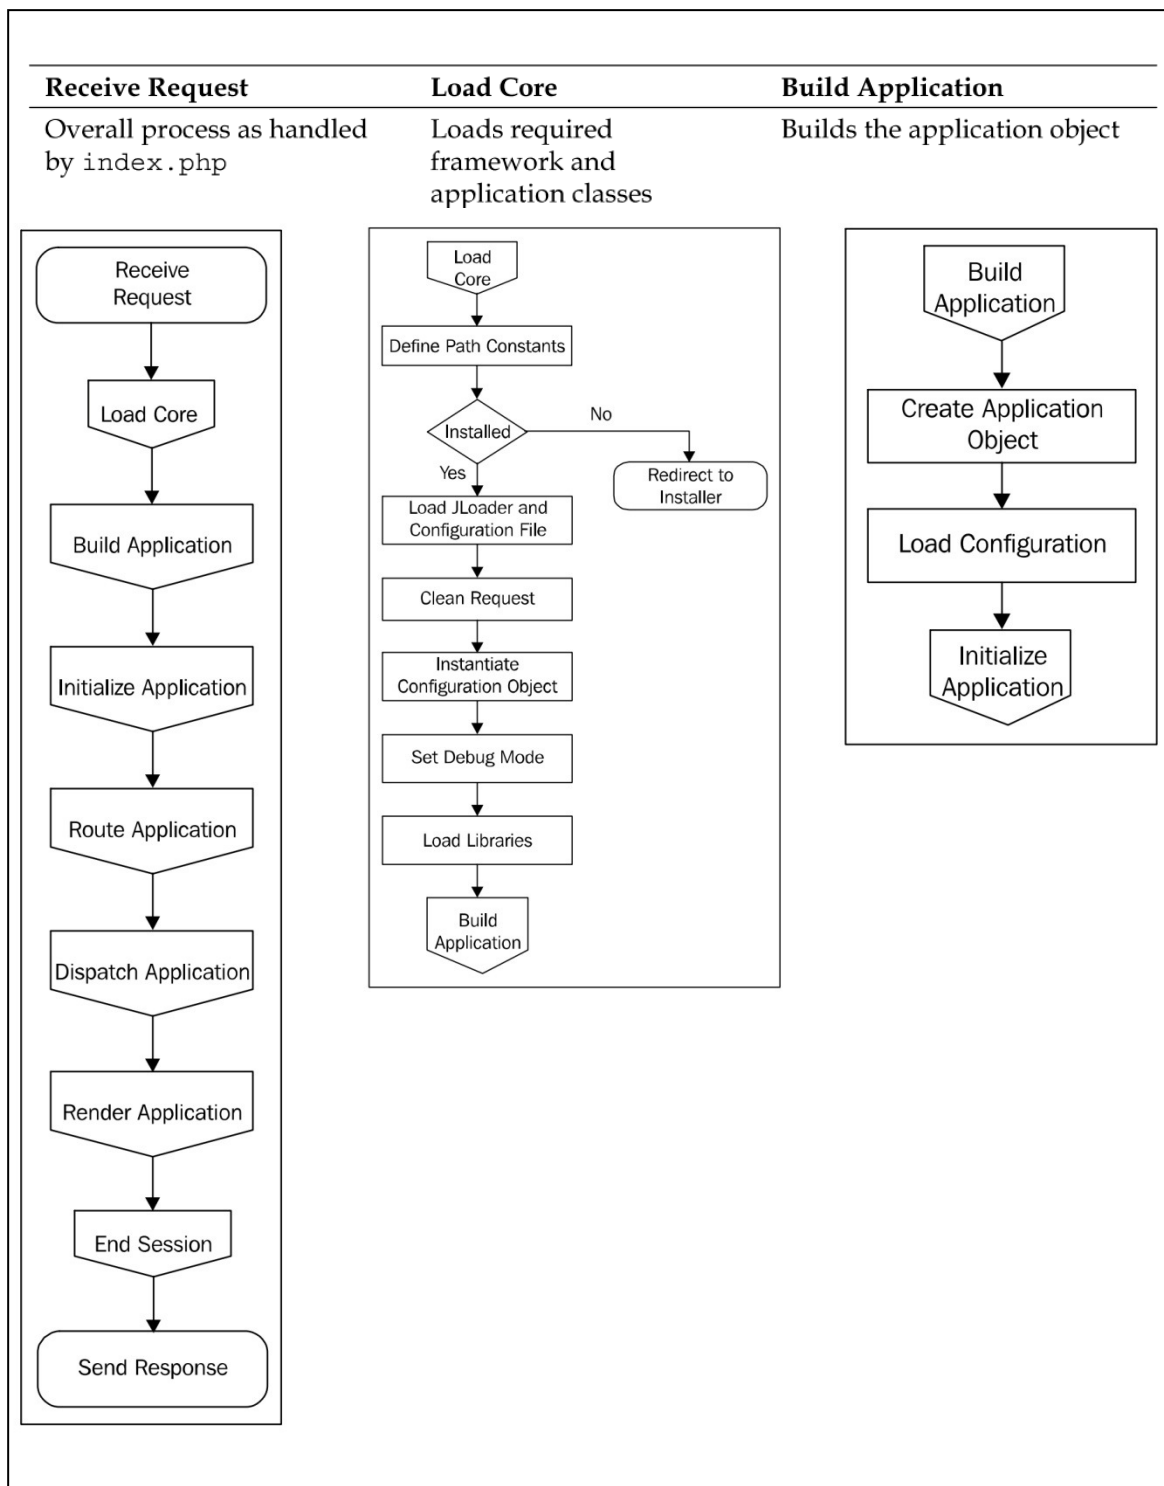 Receive Request
Load Core
Build Application
Overall process as handled
by index.php
Loads required
framework and
application classes
Builds the application object
Receive
Request
Load Core
Build Application
Initialize Application
Route Application
Dispatch Application
Render Application
End Session
Send Response
Load
Core
Define Path Constants
Installed
No
Yes
Redirect to
Installer
Load JLoader and
Configuration File
Clean Request
Instantiate
Configuration Object
Set Debug Mode
Load Libraries
Build
Application
Build
Application
Create Application
Object
Load Configuration
Initialize
Application